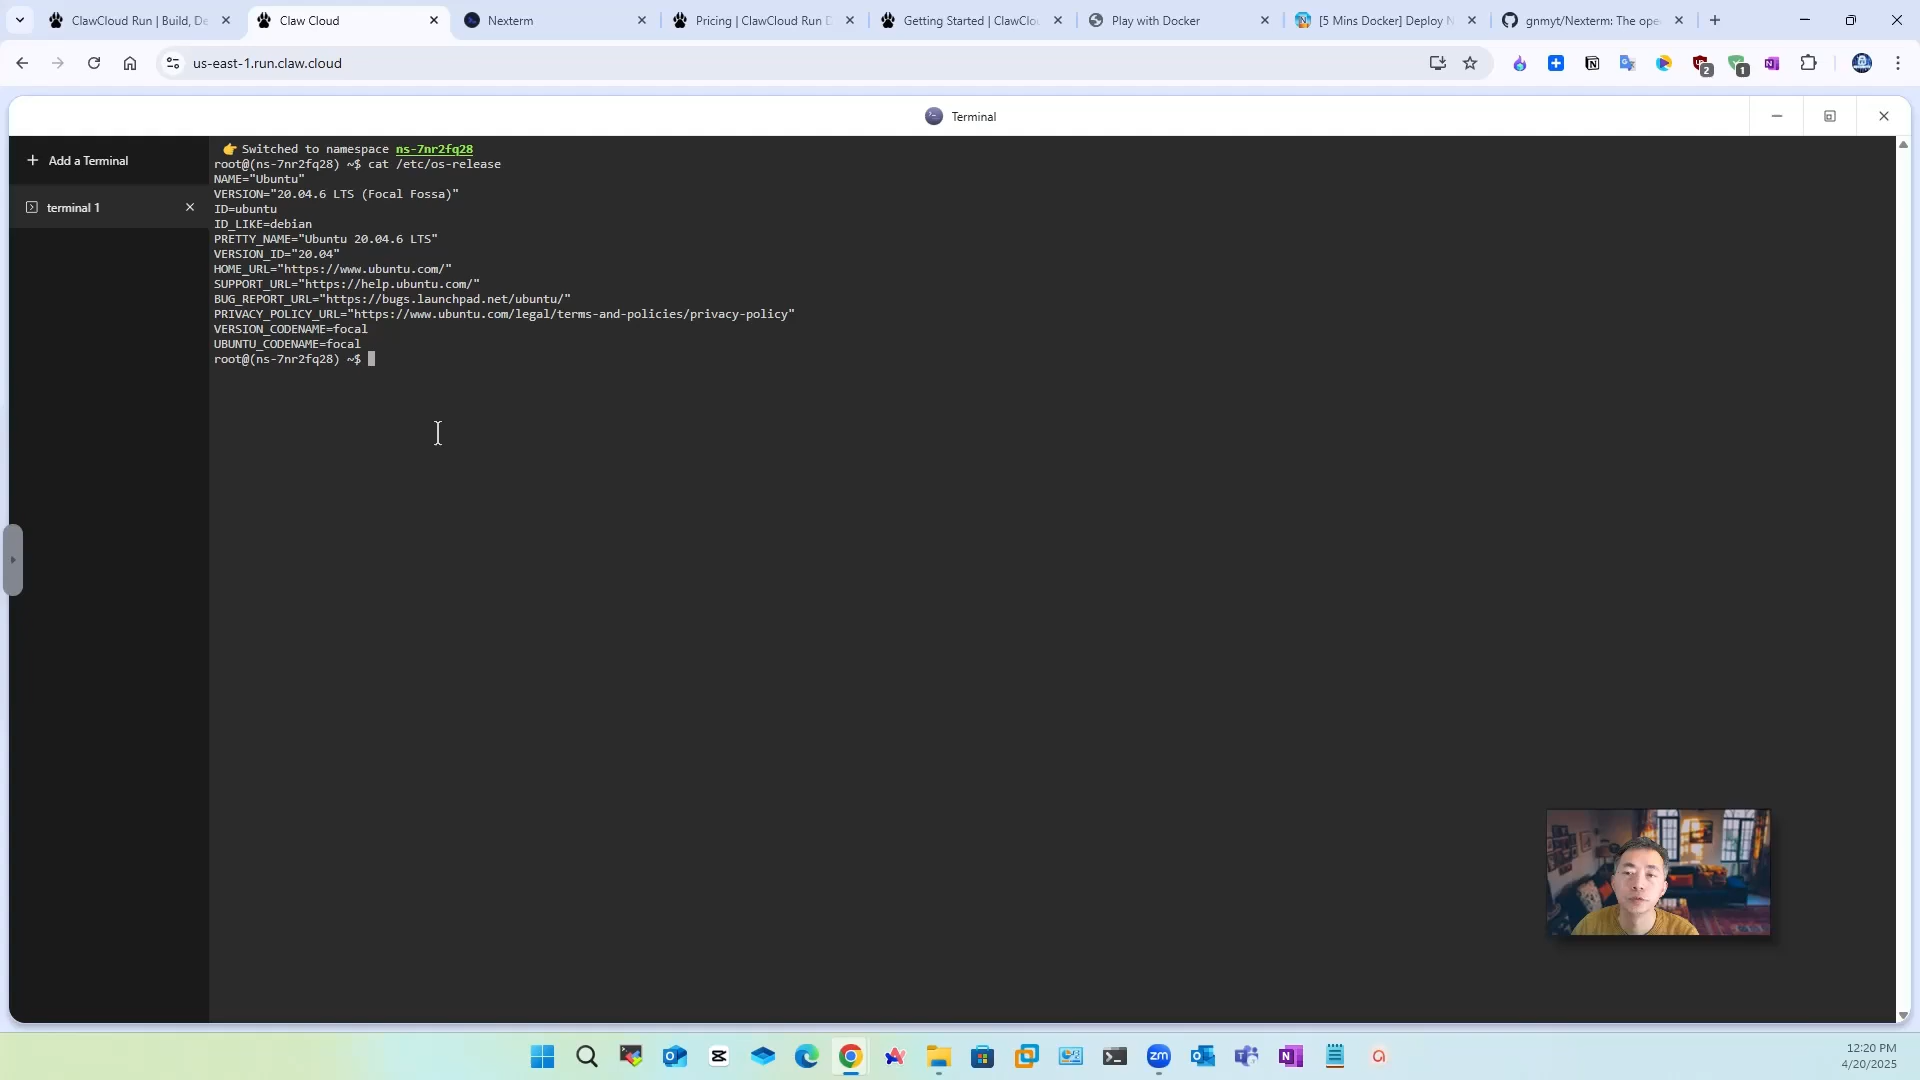 ClawCloud Run | Build, De
Claw Cloud
Nexterm
Pricing | ClawCloud Run D
Getting Started | ClawClou
Play with Docker
[5 Mins Docker] Deploy N
gnmyt/Nexterm: The ope
us-east-1.run.claw.cloud
2
1
Terminal
Add a Terminal
terminal 1
👉 Switched to namespace ns-7nr2fq28
root@(ns-7nr2fq28) ~$ cat /etc/os-release
NAME="Ubuntu"
VERSION="20.04.6 LTS (Focal Fossa)"
ID=ubuntu
ID_LIKE=debian
PRETTY_NAME="Ubuntu 20.04.6 LTS"
VERSION_ID="20.04"
HOME_URL="https://www.ubuntu.com/"
SUPPORT_URL="https://help.ubuntu.com/"
BUG_REPORT_URL="https://bugs.launchpad.net/ubuntu/"
PRIVACY_POLICY_URL="https://www.ubuntu.com/legal/terms-and-policies/privacy-policy"
VERSION_CODENAME=focal
UBUNTU_CODENAME=focal
root@(ns-7nr2fq28) ~$
zm
12:20 PM
4/20/2025